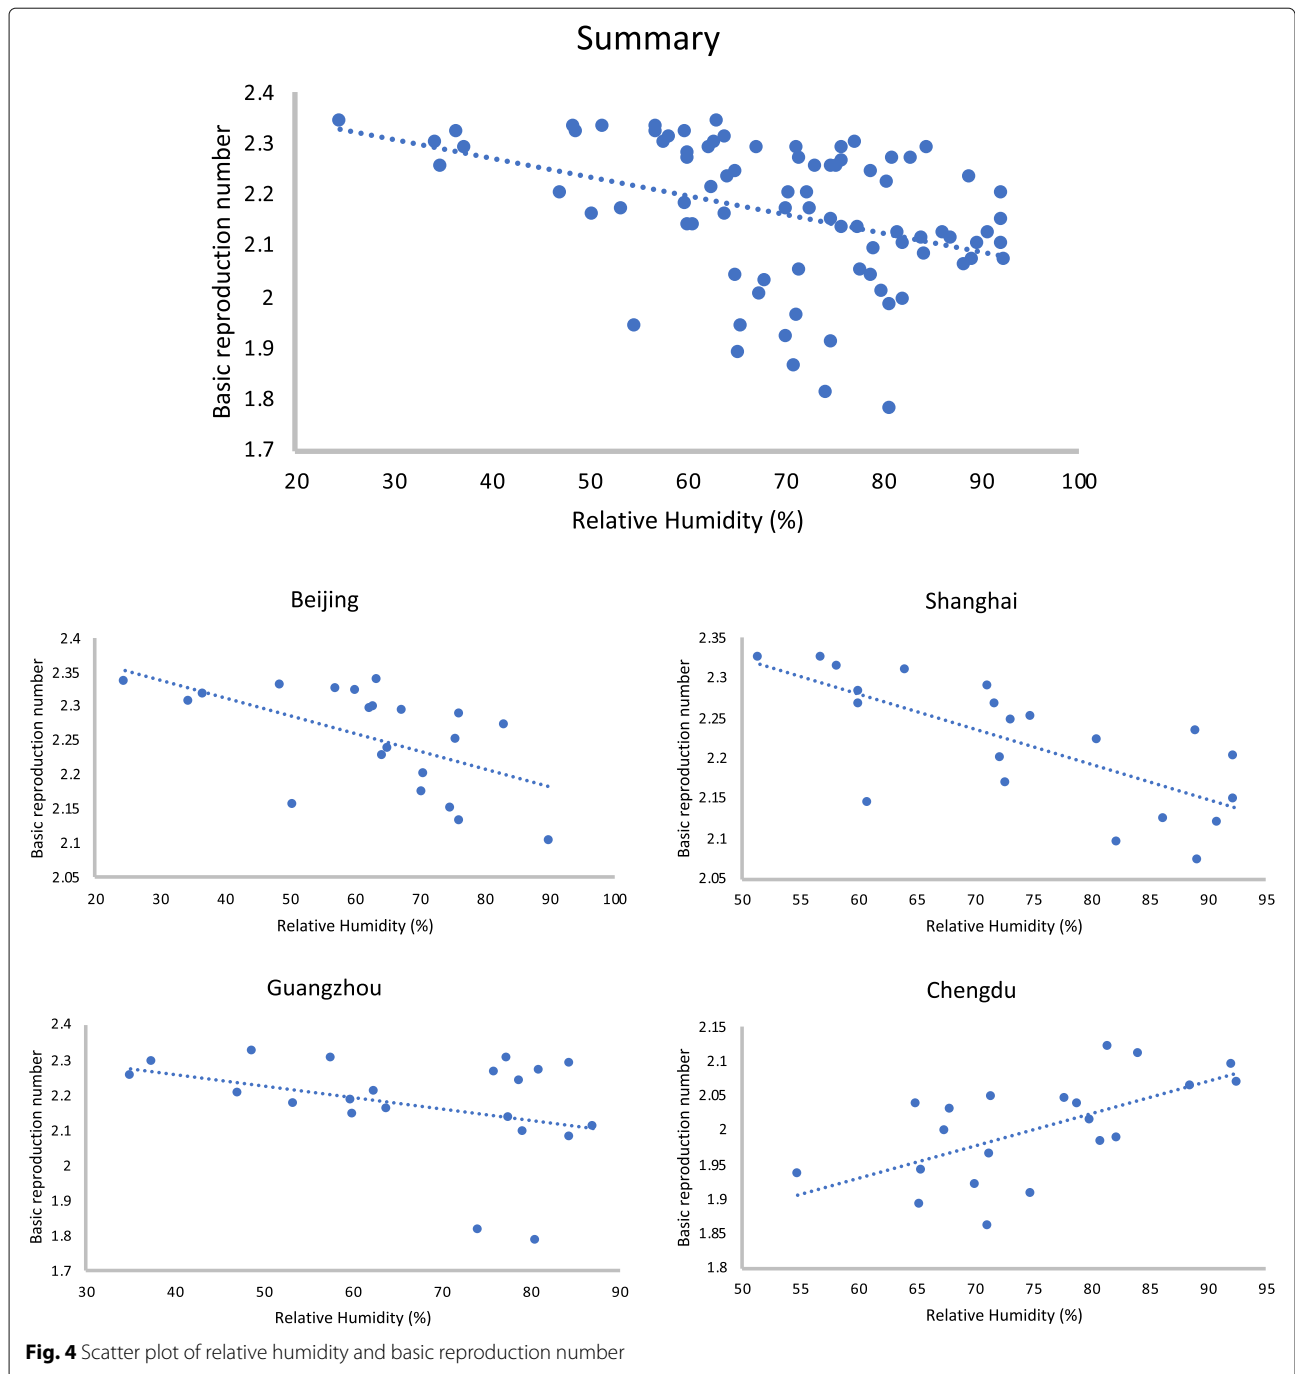 Summary
2.4
2.3
2.2
2.1
2
1.9
1.8
1.7
Basic reproduction number
20 30 40 50 60 70 80 90 100
Relative Humidity (%)
Beijing
2.4
2.35
2.3
2.25
2.2
2.15
2.1
2.05
Basic reproduction number
20 30 40 50 60 70 80 90 100
Relative Humidity (%)
Shanghai
2.35
2.3
2.25
2.2
2.15
2.1
2.05
Basic reproduction number
50 55 60 65 70 75 80 85 90 95
Relative Humidity (%)
Guangzhou
2.4
2.3
2.2
2.1
2
1.9
1.8
1.7
Basic reproduction number
30 40 50 60 70 80 90
Relative Humidity (%)
Chengdu
2.15
2.1
2.05
2
1.95
1.9
1.85
1.8
Basic reproduction number
50 55 60 65 70 75 80 85 90 95
Relative Humidity (%)
Fig. 4 Scatter plot of relative humidity and basic reproduction number